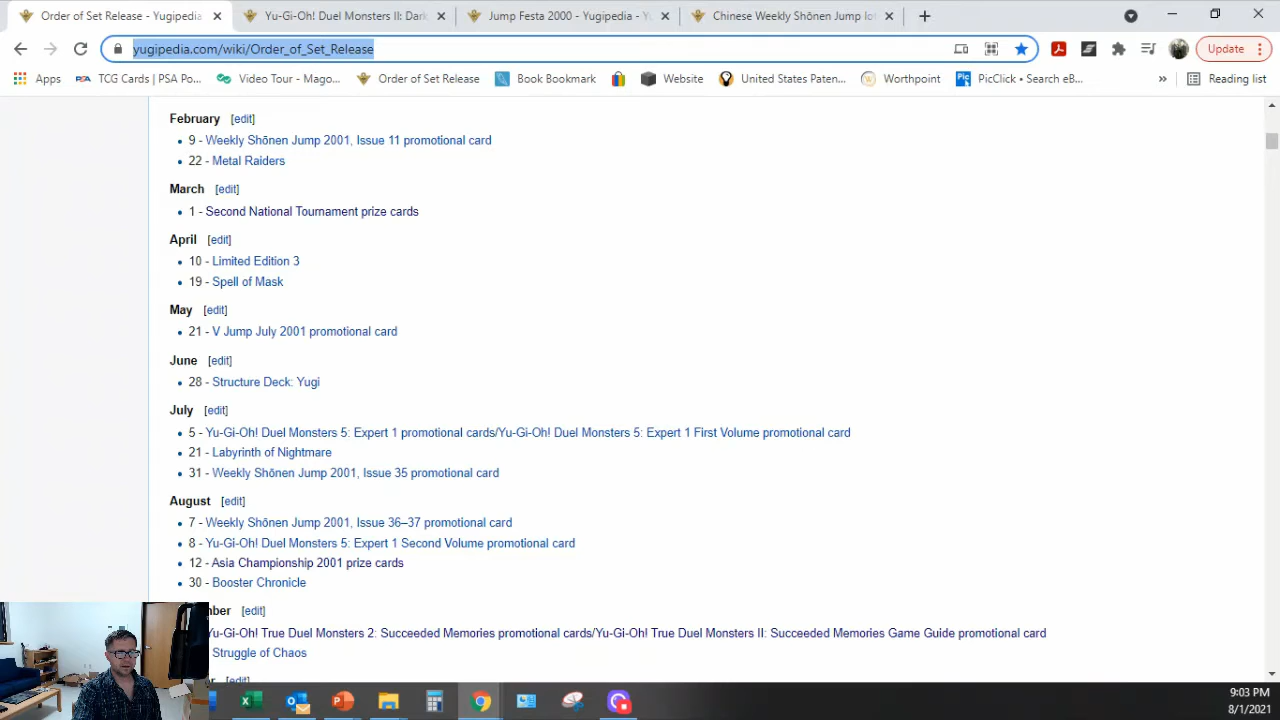 Order of Set Release - Yugipedia
Yu-Gi-Oh! Duel Monsters II: Dark
Jump Festa 2000 - Yugipedia - Yu
Chinese Weekly Shōnen Jump lot
yugipedia.com/wiki/Order_of_Set_Release
Update
Apps
TCG Cards | PSA Po...
Video Tour - Mago...
Order of Set Release
Book Bookmark
Website
United States Paten...
Worthpoint
PicClick • Search eB...
»
Reading list
February [edit]
• 9 - Weekly Shōnen Jump 2001, Issue 11 promotional card
• 22 - Metal Raiders
March [edit]
• 1 - Second National Tournament prize cards
April [edit]
• 10 - Limited Edition 3
• 19 - Spell of Mask
May [edit]
• 21 - V Jump July 2001 promotional card
June [edit]
• 28 - Structure Deck: Yugi
July [edit]
• 5 - Yu-Gi-Oh! Duel Monsters 5: Expert 1 promotional cards/Yu-Gi-Oh! Duel Monsters 5: Expert 1 First Volume promotional card
• 21 - Labyrinth of Nightmare
• 31 - Weekly Shōnen Jump 2001, Issue 35 promotional card
August [edit]
• 7 - Weekly Shōnen Jump 2001, Issue 36–37 promotional card
• 8 - Yu-Gi-Oh! Duel Monsters 5: Expert 1 Second Volume promotional card
• 12 - Asia Championship 2001 prize cards
• 30 - Booster Chronicle
mber [edit]
Yu-Gi-Oh! True Duel Monsters 2: Succeeded Memories promotional cards/Yu-Gi-Oh! True Duel Monsters II: Succeeded Memories Game Guide promotional card
Struggle of Chaos
[edit]
9:03 PM
8/1/2021